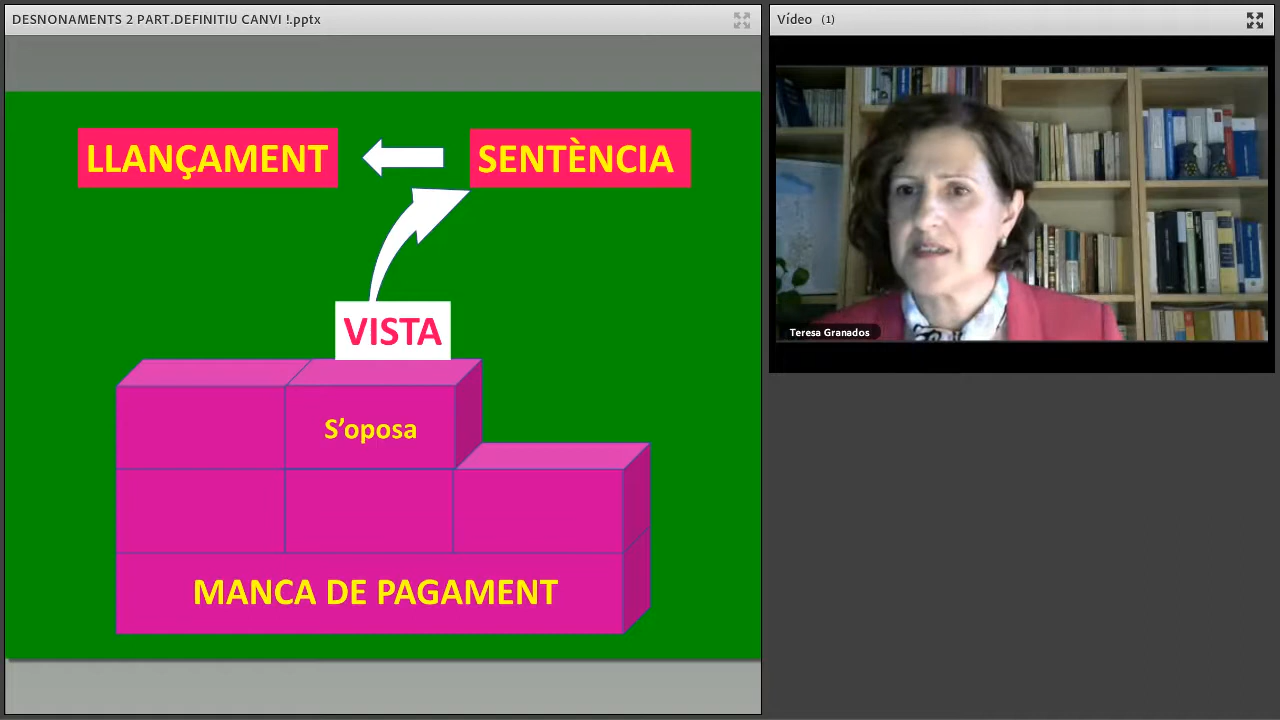 DESNONAMENTS 2 PART.DEFINITIU CANVI !.pptx
LLANÇAMENT
SENTÈNCIA
VISTA
S'oposa
MANCA DE PAGAMENT
Vídeo (1)
Teresa Granados